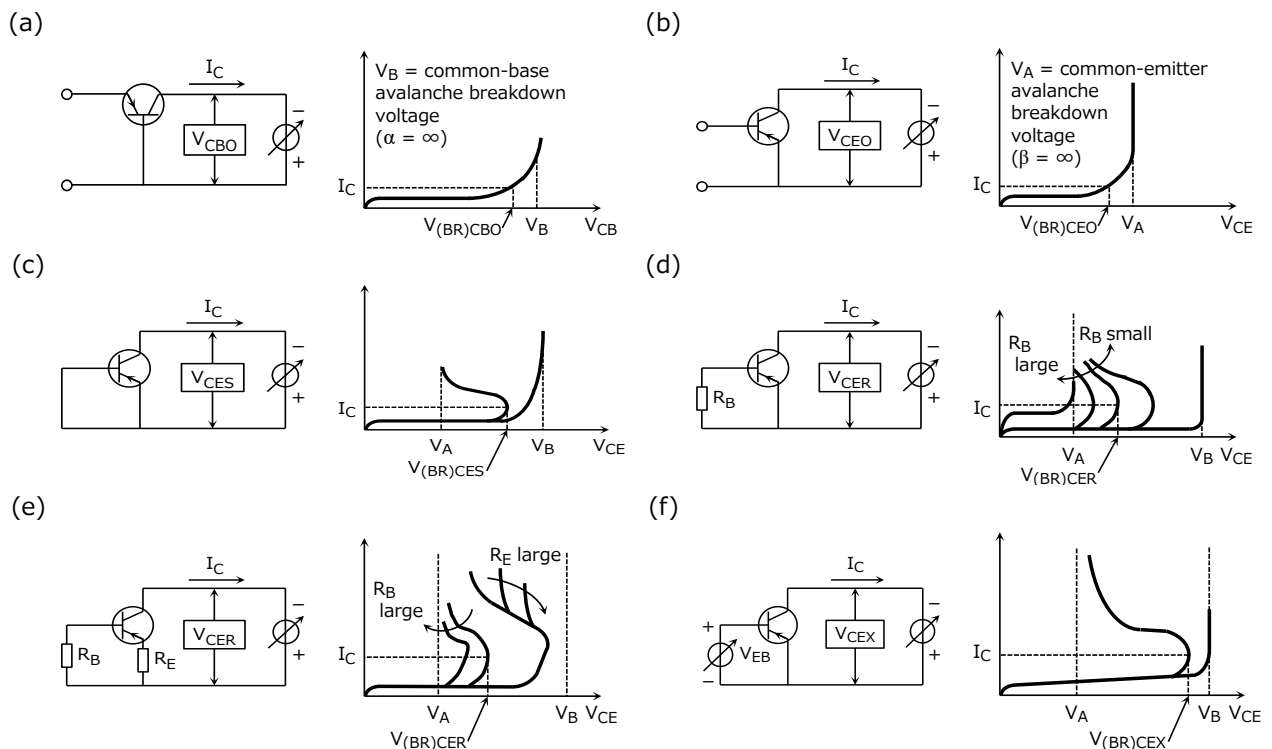 (a)
I_C
V_CBO
−
+
V_B = common-base
avalanche breakdown
voltage
(α = ∞)
I_C
V_(BR)CBO
V_B
V_CB
(b)
I_C
V_CEO
−
+
V_A = common-emitter
avalanche
breakdown
voltage
(β = ∞)
I_C
V_(BR)CEO
V_A
V_CE
(c)
I_C
V_CES
−
+
I_C
V_A
V_B
V_CE
V_(BR)CES
(d)
I_C
R_B
V_CER
−
+
R_B
large
R_B small
I_C
V_A
V_B
V_CE
V_(BR)CER
(e)
I_C
R_B
R_E
V_CER
−
+
R_B
large
R_E large
I_C
V_A
V_B
V_CE
V_(BR)CER
(f)
I_C
+
V_EB
−
V_CEX
−
+
I_C
V_A
V_B
V_CE
V_(BR)CEX